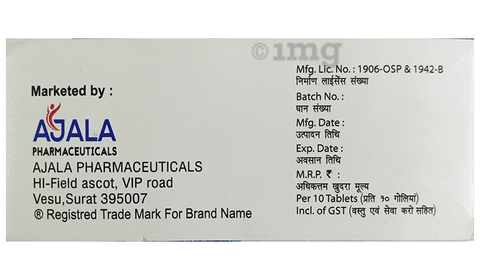 ©1mg
Marketed by :
AJALA
PHARMACEUTICALS
AJALA PHARMACEUTICALS
HI-Field ascot, VIP road
Vesu,Surat 395007
® Registred Trade Mark For Brand Name
Mfg. Lic. No. : 1906-OSP & 1942-B
निर्माण लाईसेंस संख्या
Batch No. :
घान संख्या
Mfg. Date :
उत्पादन तिथि
Exp. Date :
अवसान तिथि
M.R.P. ₹ :
अधिकत्तम खुदरा मूल्य
Per 10 Tablets (प्रति १० गोलियां)
Incl. of GST (वस्तु एवं सेवा करो सहित)